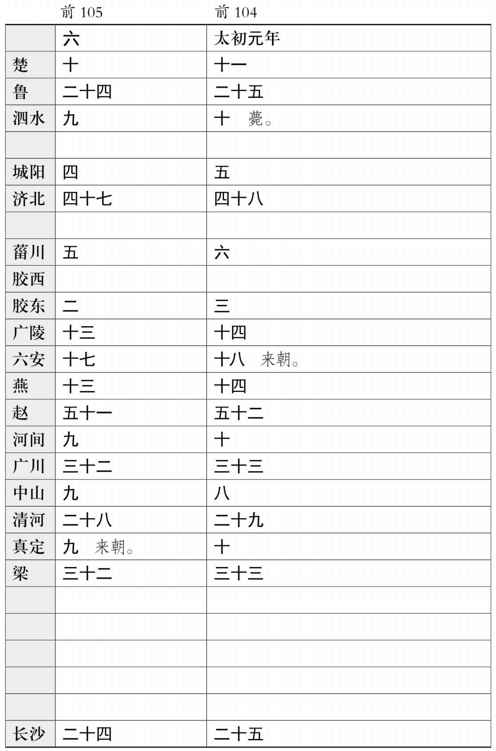 前 105 前 104
六 太初元年
楚 十 十一
鲁 二十四 二十五
泗水 九 十 薨。
城阳 四 五
济北 四十七 四十八
菑川 五 六
胶西
胶东 二 三
广陵 十三 十四
六安 十七 十八 来朝。
燕 十三 十四
赵 五十一 五十二
河间 九 十
广川 三十二 三十三
中山 九 八
清河 二十八 二十九
真定 九 来朝。 十
梁 三十二 三十三
长沙 二十四 二十五